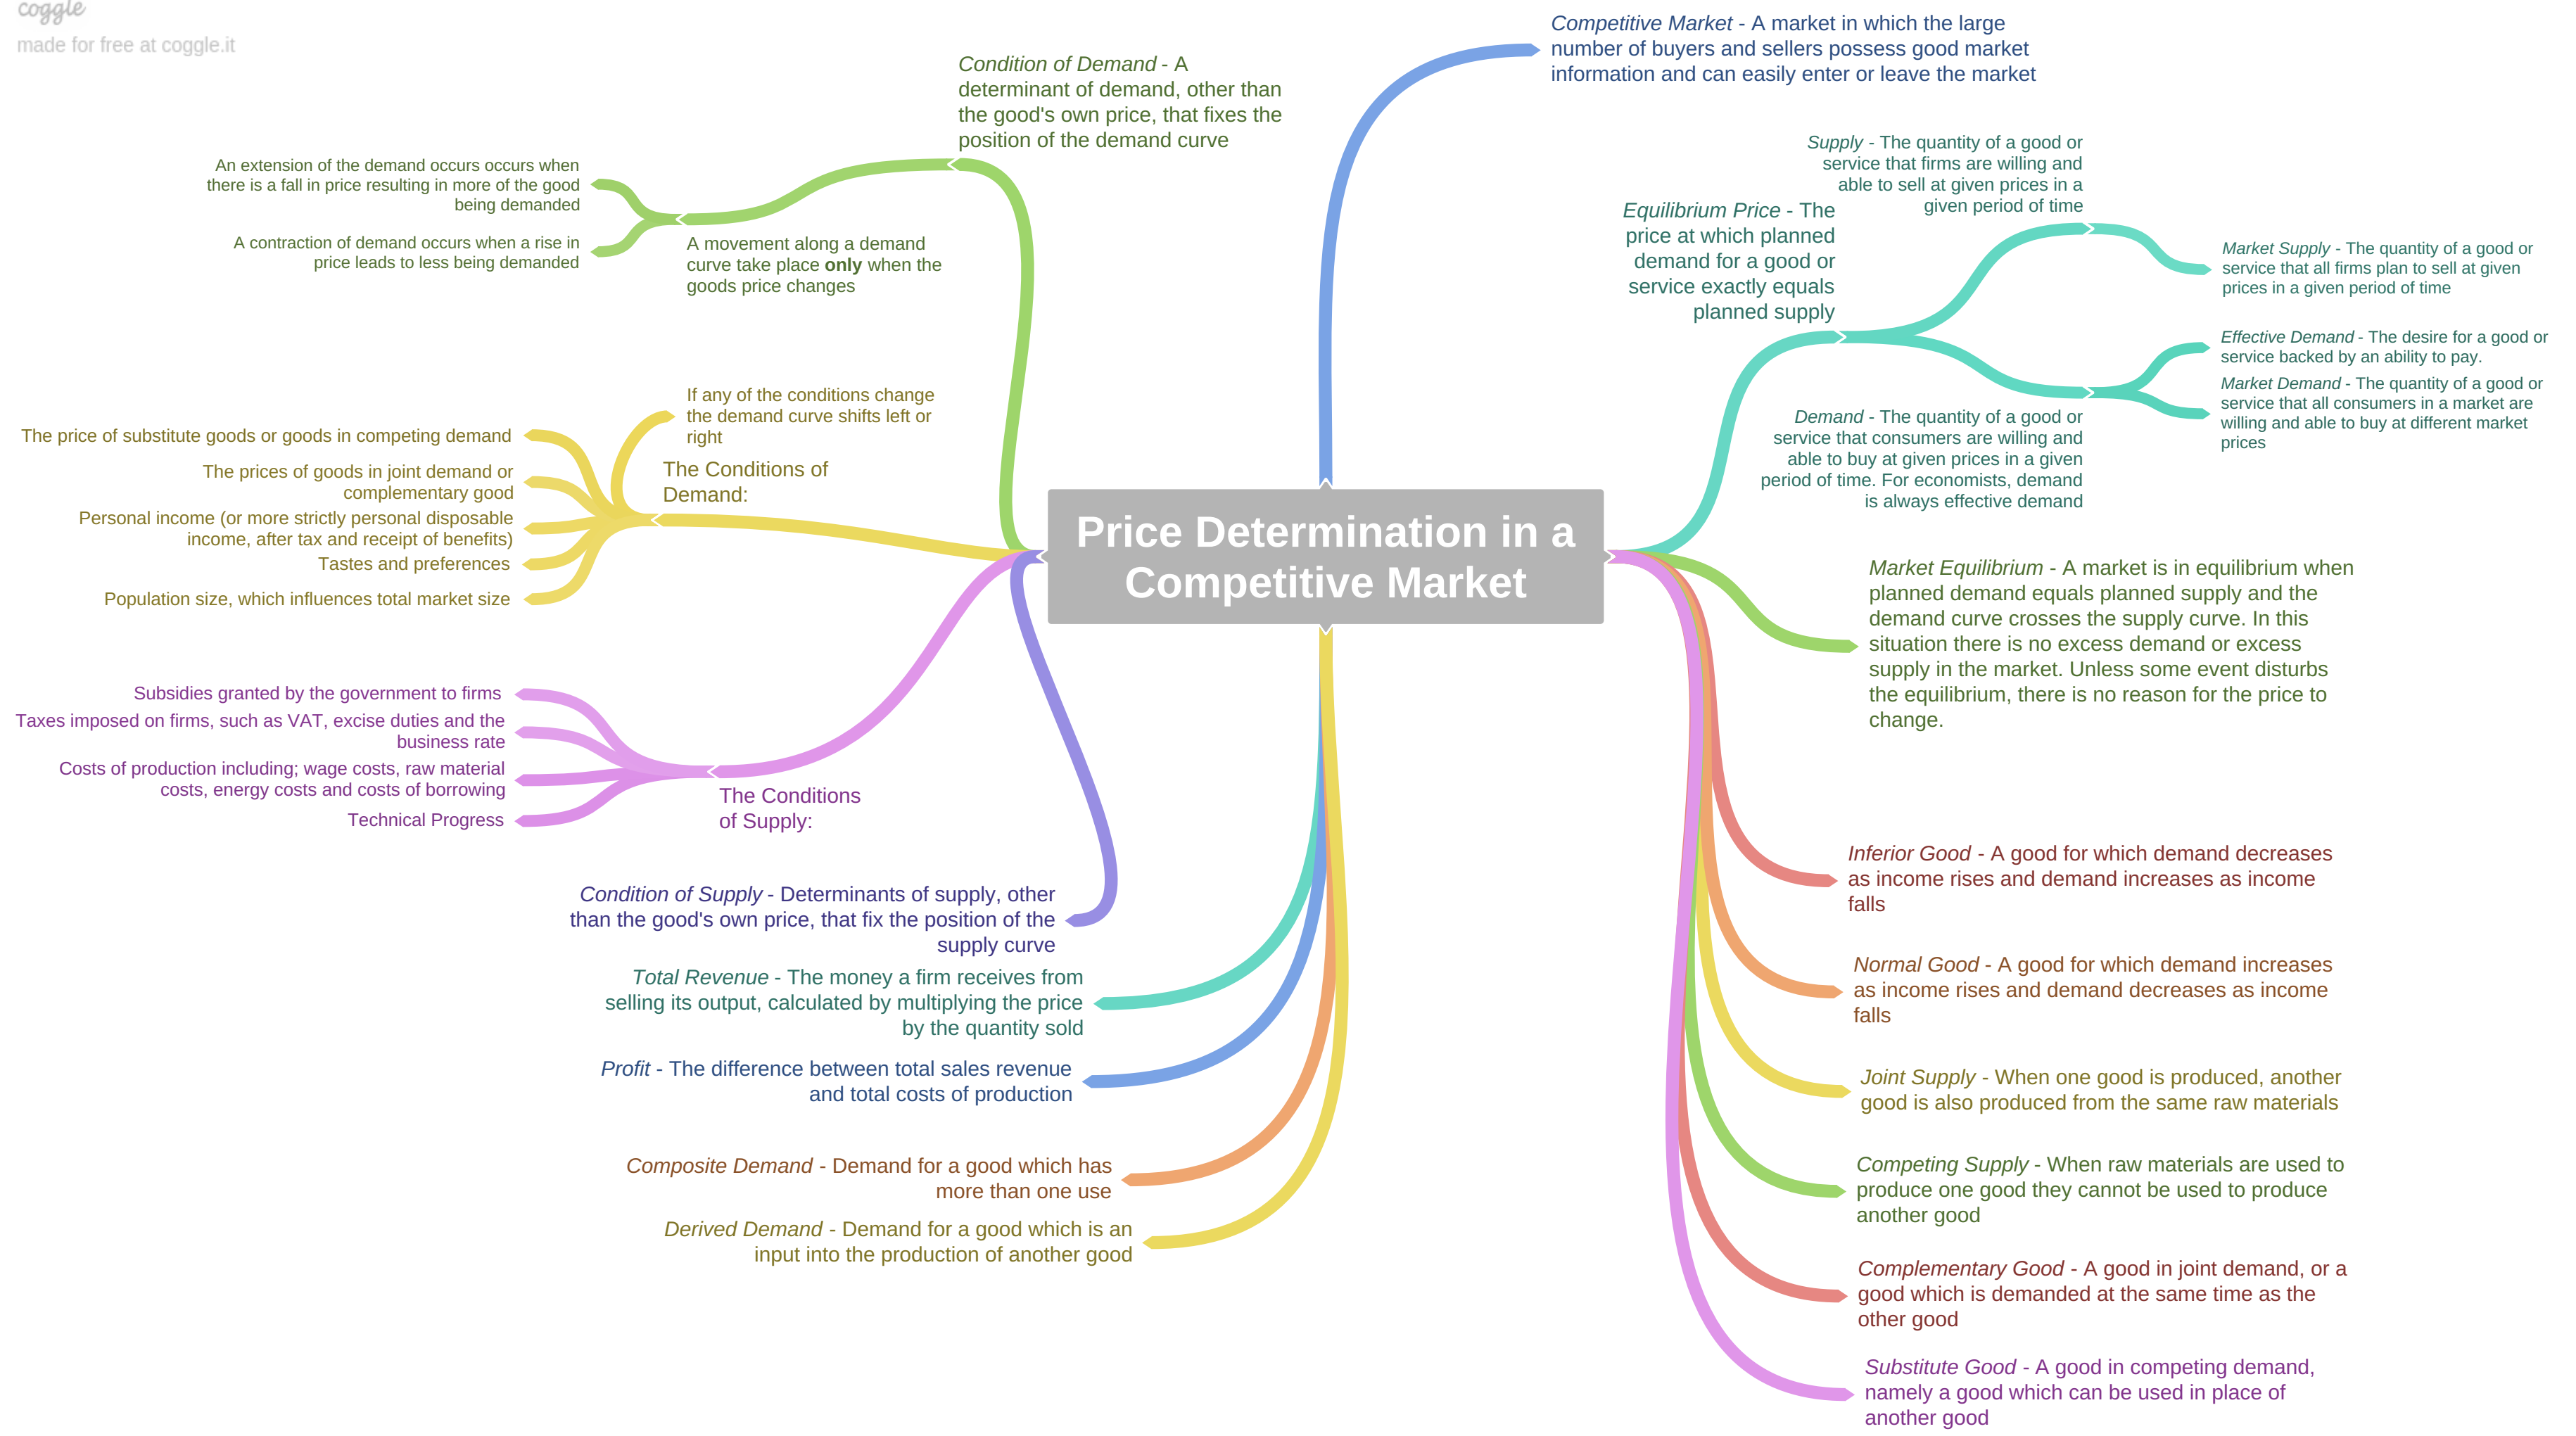 coggle
made for free at coggle.it
Competitive Market - A market in which the large
number of buyers and sellers possess good market
information and can easily enter or leave the market
Condition of Demand - A
determinant of demand, other than
the good's own price, that fixes the
position of the demand curve
An extension of the demand occurs occurs when
there is a fall in price resulting in more of the good
being demanded
A contraction of demand occurs when a rise in
price leads to less being demanded
A movement along a demand
curve take place only when the
goods price changes
If any of the conditions change
the demand curve shifts left or
right
The Conditions of
Demand:
The price of substitute goods or goods in competing demand
The prices of goods in joint demand or
complementary good
Personal income (or more strictly personal disposable
income, after tax and receipt of benefits)
Tastes and preferences
Population size, which influences total market size
Subsidies granted by the government to firms
Taxes imposed on firms, such as VAT, excise duties and the
business rate
Costs of production including; wage costs, raw material
costs, energy costs and costs of borrowing
Technical Progress
The Conditions
of Supply:
Condition of Supply - Determinants of supply, other
than the good's own price, that fix the position of the
supply curve
Total Revenue - The money a firm receives from
selling its output, calculated by multiplying the price
by the quantity sold
Profit - The difference between total sales revenue
and total costs of production
Composite Demand - Demand for a good which has
more than one use
Derived Demand - Demand for a good which is an
input into the production of another good
Price Determination in a
Competitive Market
Supply - The quantity of a good or
service that firms are willing and
able to sell at given prices in a
given period of time
Equilibrium Price - The
price at which planned
demand for a good or
service exactly equals
planned supply
Market Supply - The quantity of a good or
service that all firms plan to sell at given
prices in a given period of time
Effective Demand - The desire for a good or
service backed by an ability to pay.
Market Demand - The quantity of a good or
service that all consumers in a market are
willing and able to buy at different market
prices
Demand - The quantity of a good or
service that consumers are willing and
able to buy at given prices in a given
period of time. For economists, demand
is always effective demand
Market Equilibrium - A market is in equilibrium when
planned demand equals planned supply and the
demand curve crosses the supply curve. In this
situation there is no excess demand or excess
supply in the market. Unless some event disturbs
the equilibrium, there is no reason for the price to
change.
Inferior Good - A good for which demand decreases
as income rises and demand increases as income
falls
Normal Good - A good for which demand increases
as income rises and demand decreases as income
falls
Joint Supply - When one good is produced, another
good is also produced from the same raw materials
Competing Supply - When raw materials are used to
produce one good they cannot be used to produce
another good
Complementary Good - A good in joint demand, or a
good which is demanded at the same time as the
other good
Substitute Good - A good in competing demand,
namely a good which can be used in place of
another good